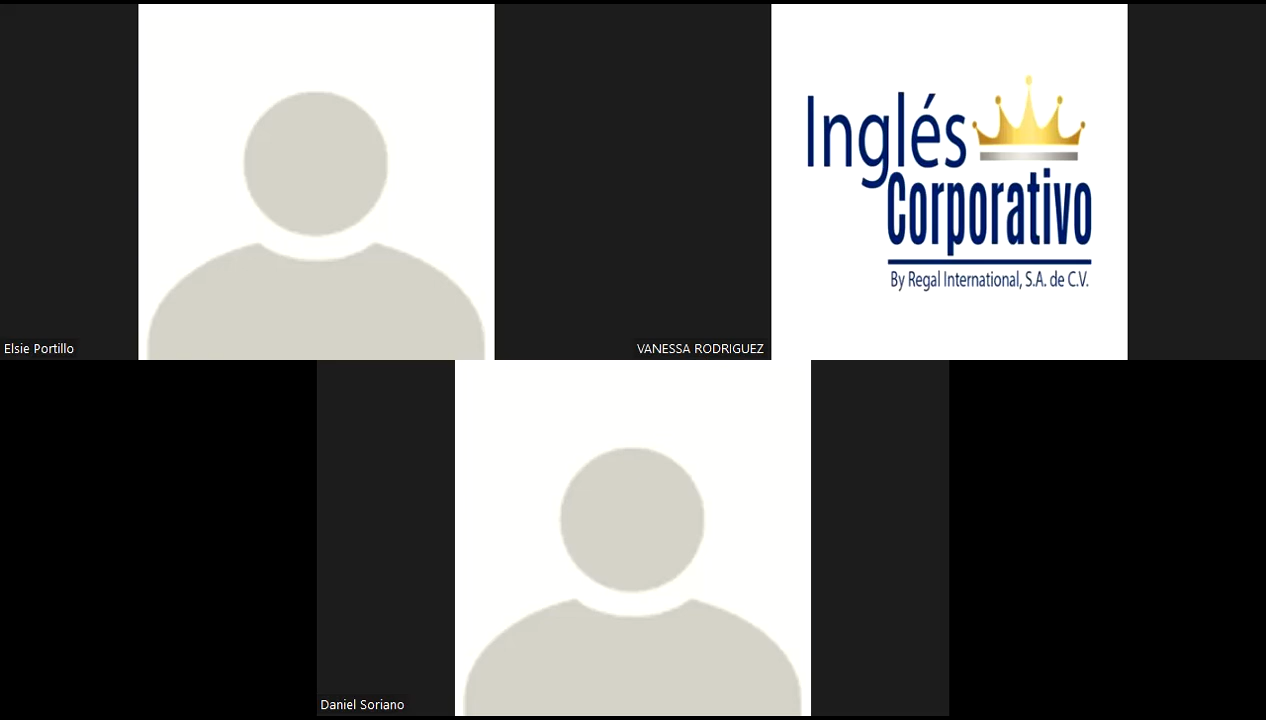 Inglés
Corporativo
By Regal International, S.A. de C.V.
Elsie Portillo
VANESSA RODRIGUEZ
Daniel Soriano